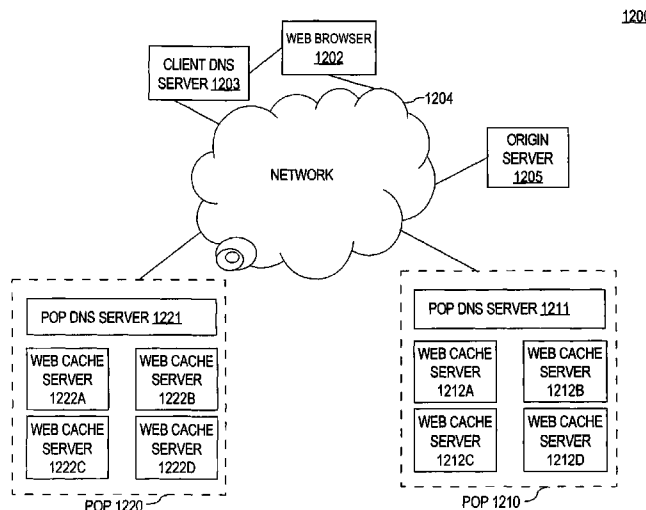 1200
WEB BROWSER
1202
CLIENT DNS
SERVER 1203
1204
ORIGIN
SERVER
1205
NETWORK
POP DNS SERVER 1221
WEB CACHE
SERVER
1222A
WEB CACHE
SERVER
1222B
WEB CACHE
SERVER
1222C
WEB CACHE
SERVER
1222D
POP 1220
POP DNS SERVER 1211
WEB CACHE
SERVER
1212A
WEB CACHE
SERVER
1212B
WEB CACHE
SERVER
1212C
WEB CACHE
SERVER
1212D
POP 1210